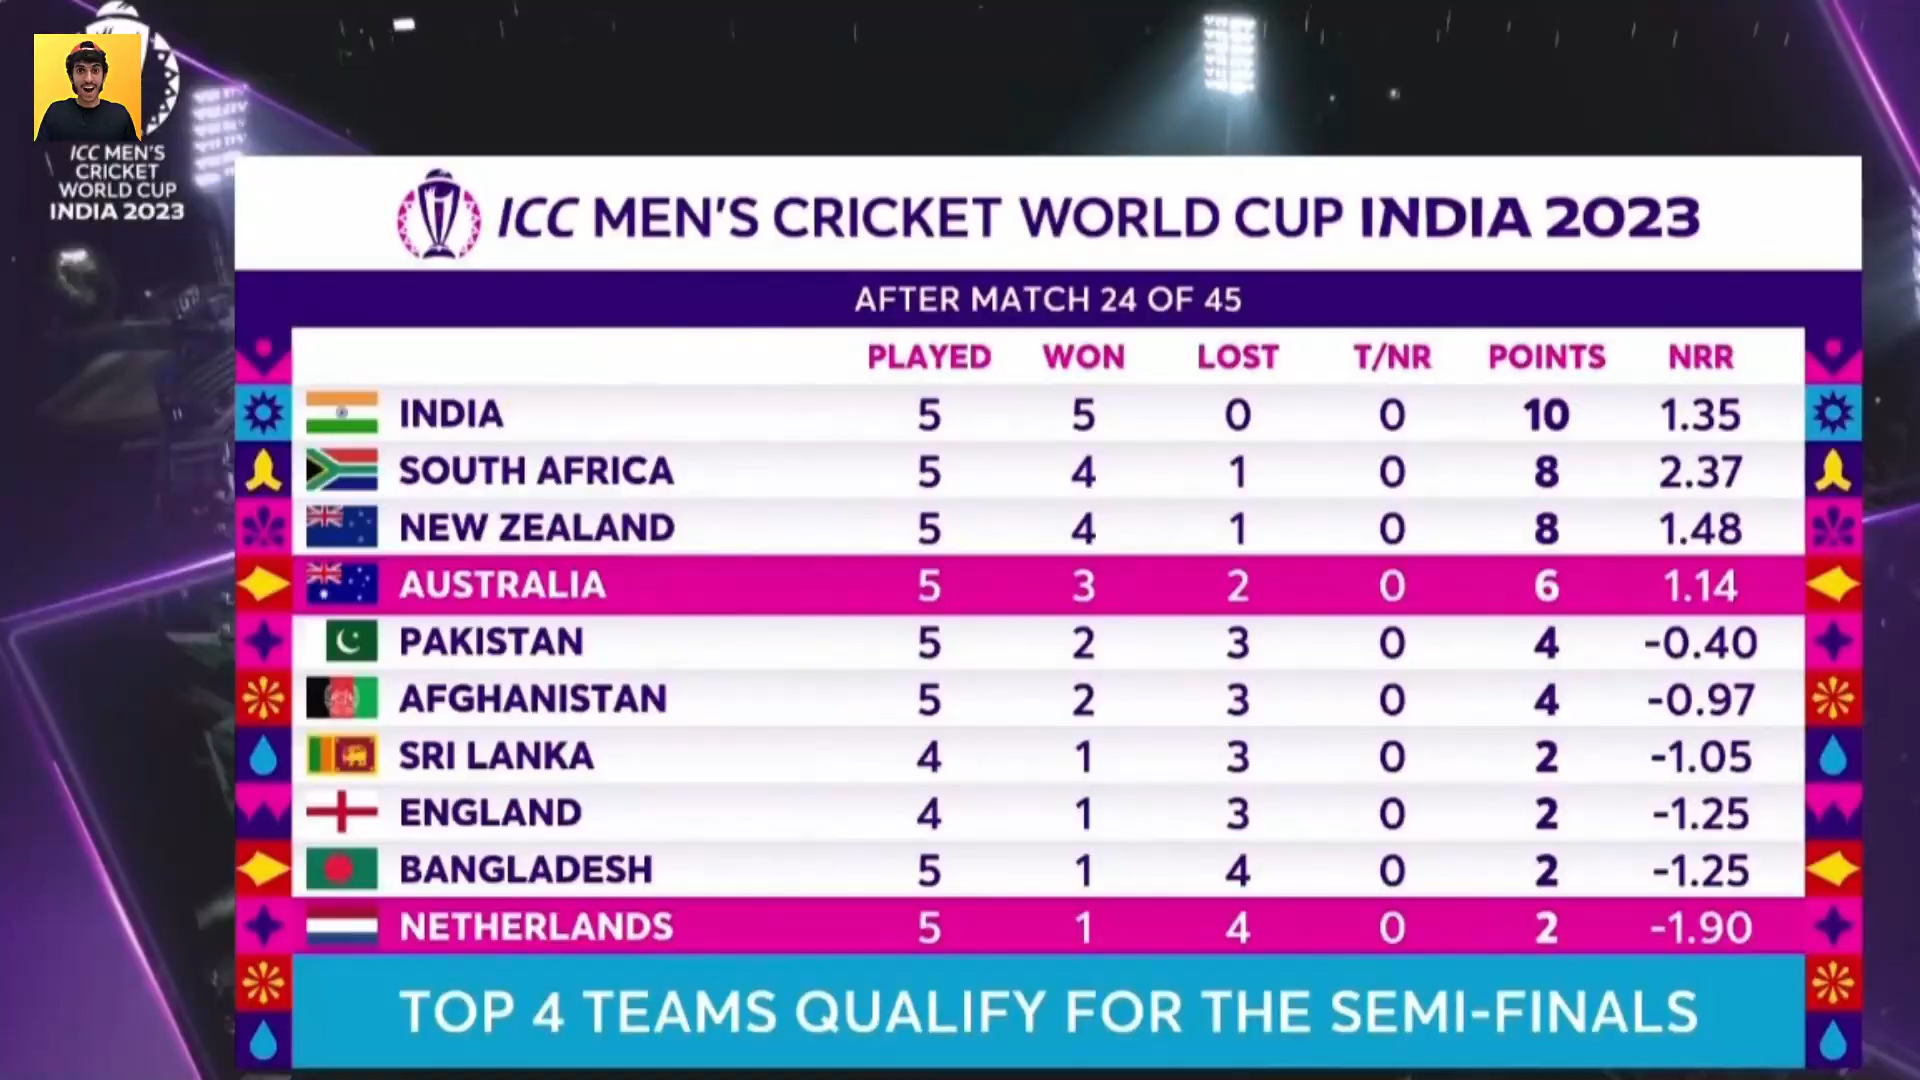 ICC MEN'S
CRICKET
WORLD CUP
INDIA 2023
ICC MEN'S CRICKET WORLD CUP INDIA 2023
AFTER MATCH 24 OF 45
PLAYED WON LOST T/NR POINTS NRR
INDIA 5 5 0 0 10 1.35
SOUTH AFRICA 5 4 1 0 8 2.37
NEW ZEALAND 5 4 1 0 8 1.48
AUSTRALIA 5 3 2 0 6 1.14
PAKISTAN 5 2 3 0 4 -0.40
AFGHANISTAN 5 2 3 0 4 -0.97
SRI LANKA 4 1 3 0 2 -1.05
ENGLAND 4 1 3 0 2 -1.25
BANGLADESH 5 1 4 0 2 -1.25
NETHERLANDS 5 1 4 0 2 -1.90
TOP 4 TEAMS QUALIFY FOR THE SEMI-FINALS